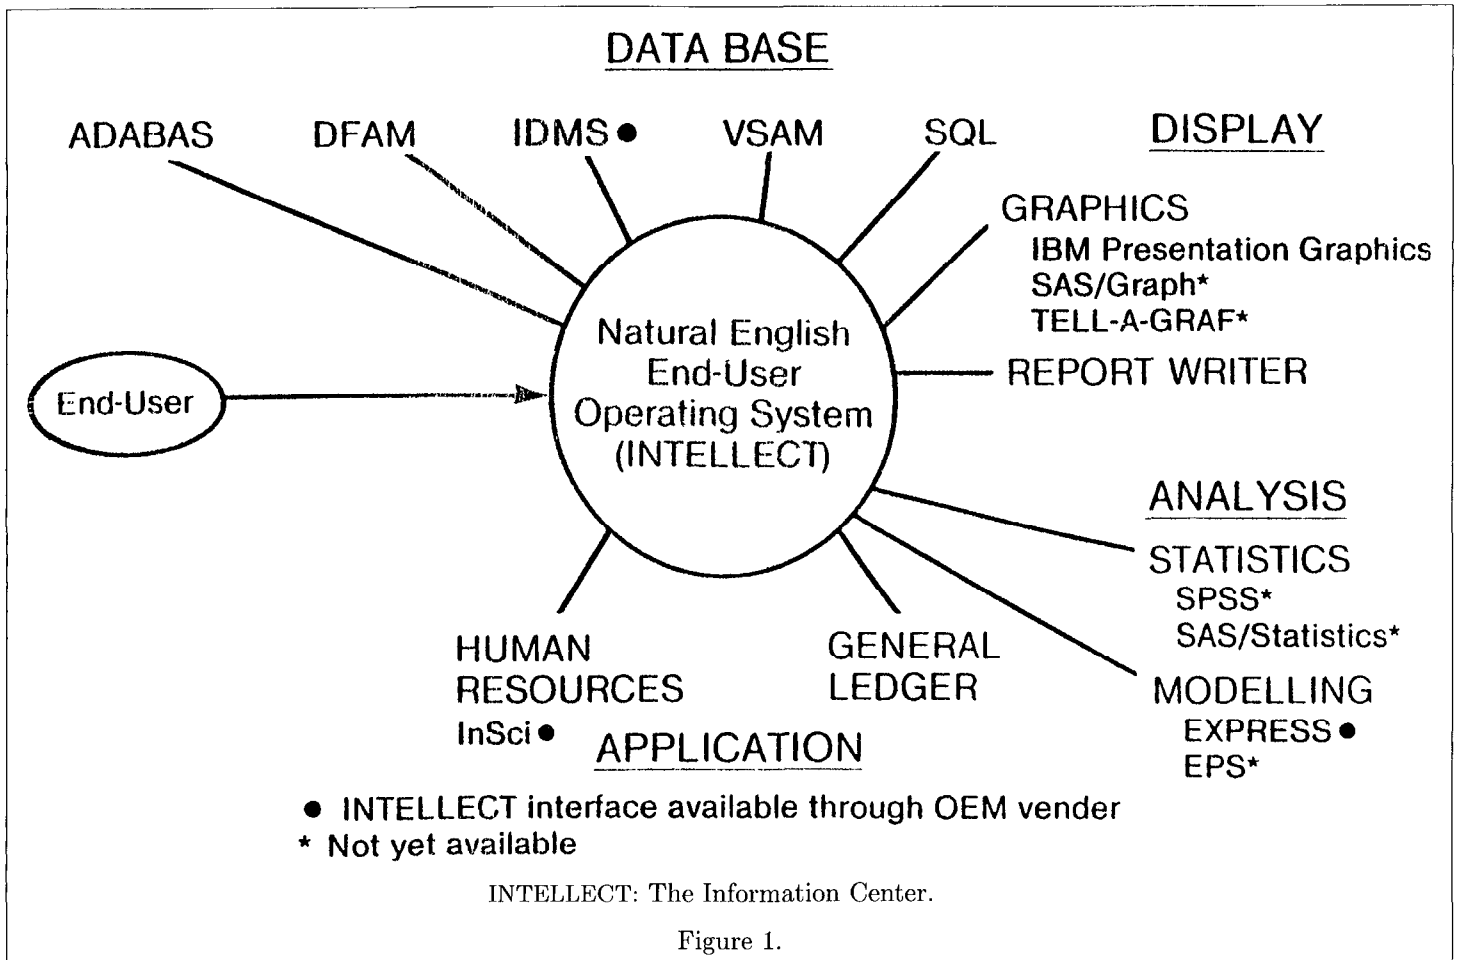 DATA BASE
ADABAS DFAM IDMS ● VSAM SQL
DISPLAY
GRAPHICS
IBM Presentation Graphics
SAS/Graph*
TELL-A-GRAF*
REPORT WRITER
End-User
Natural English
End-User
Operating System
(INTELLECT)
ANALYSIS
STATISTICS
SPSS*
SAS/Statistics*
MODELLING
EXPRESS ●
EPS*
HUMAN
RESOURCES
InSci ●
GENERAL
LEDGER
APPLICATION
● INTELLECT interface available through OEM vender
* Not yet available
INTELLECT: The Information Center.
Figure 1.